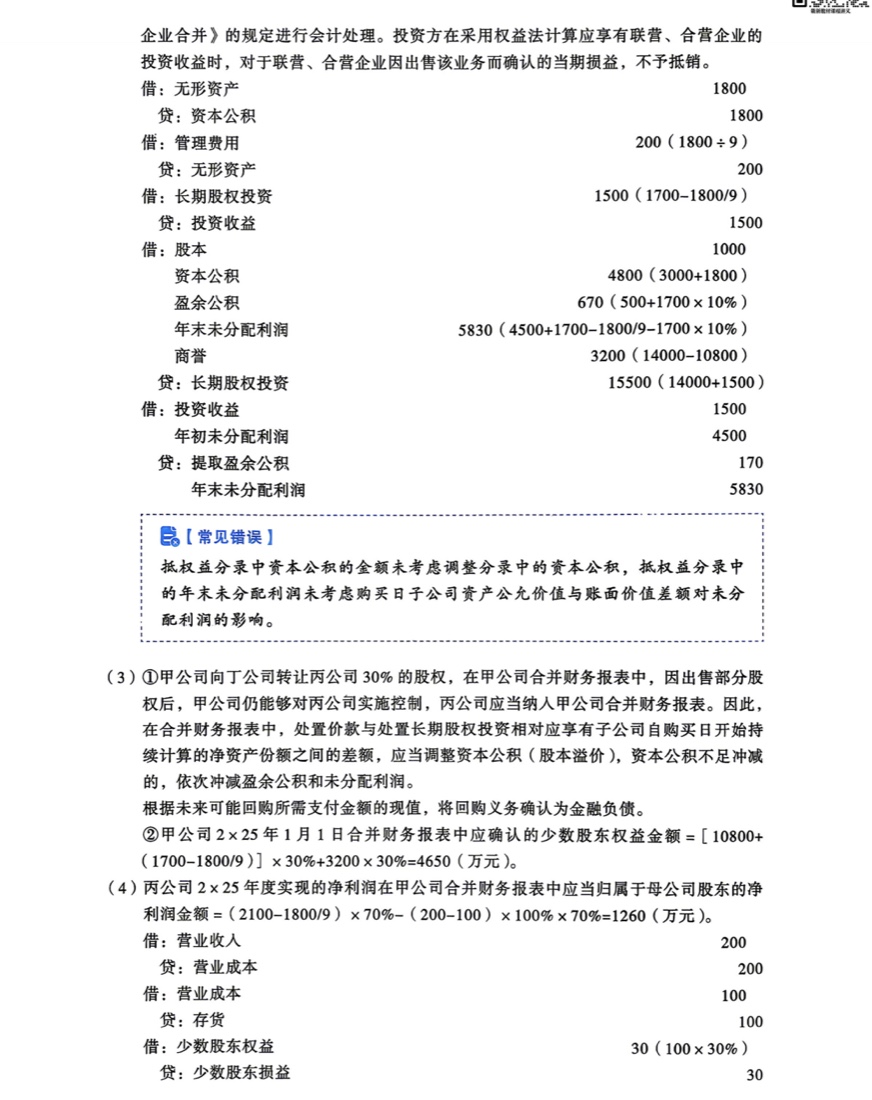 企业合并》的规定进行会计处理。投资方在采用权益法计算应享有联营、合营企业的
投资收益时，对于联营、合营企业因出售该业务而确认的当期损益，不予抵销。
借：无形资产 1800
贷：资本公积 1800
借：管理费用 200（1800÷9）
贷：无形资产 200
借：长期股权投资 1500（1700-1800/9）
贷：投资收益 1500
借：股本 1000
资本公积 4800（3000+1800）
盈余公积 670（500+1700×10%）
年末未分配利润 5830（4500+1700-1800/9-1700×10%）
商誉 3200（14000-10800）
贷：长期股权投资 15500（14000+1500）
借：投资收益 1500
年初未分配利润 4500
贷：提取盈余公积 170
年末未分配利润 5830
【常见错误】
抵权益分录中资本公积的金额未考虑调整分录中的资本公积，抵权益分录中
的年末未分配利润未考虑购买日子公司资产公允价值与账面价值差额对未分
配利润的影响。
（3）①甲公司向丁公司转让丙公司30%的股权，在甲公司合并财务报表中，因出售部分股
权后，甲公司仍能够对丙公司实施控制，丙公司应当纳入甲公司合并财务报表。因此，
在合并财务报表中，处置价款与处置长期股权投资相对应享有子公司自购买日开始持
续计算的净资产份额之间的差额，应当调整资本公积（股本溢价），资本公积不足冲减
的，依次冲减盈余公积和未分配利润。
根据未来可能回购所需支付金额的现值，将回购义务确认为金融负债。
②甲公司2×25年1月1日合并财务报表中应确认的少数股东权益金额=［10800+
（1700-1800/9）］×30%+3200×30%=4650（万元）。
（4）丙公司2×25年度实现的净利润在甲公司合并财务报表中应当归属于母公司股东的净
利润金额=（2100-1800/9）×70%-（200-100）×100%×70%=1260（万元）。
借：营业收入 200
贷：营业成本 200
借：营业成本 100
贷：存货 100
借：少数股东权益 30（100×30%）
贷：少数股东损益 30